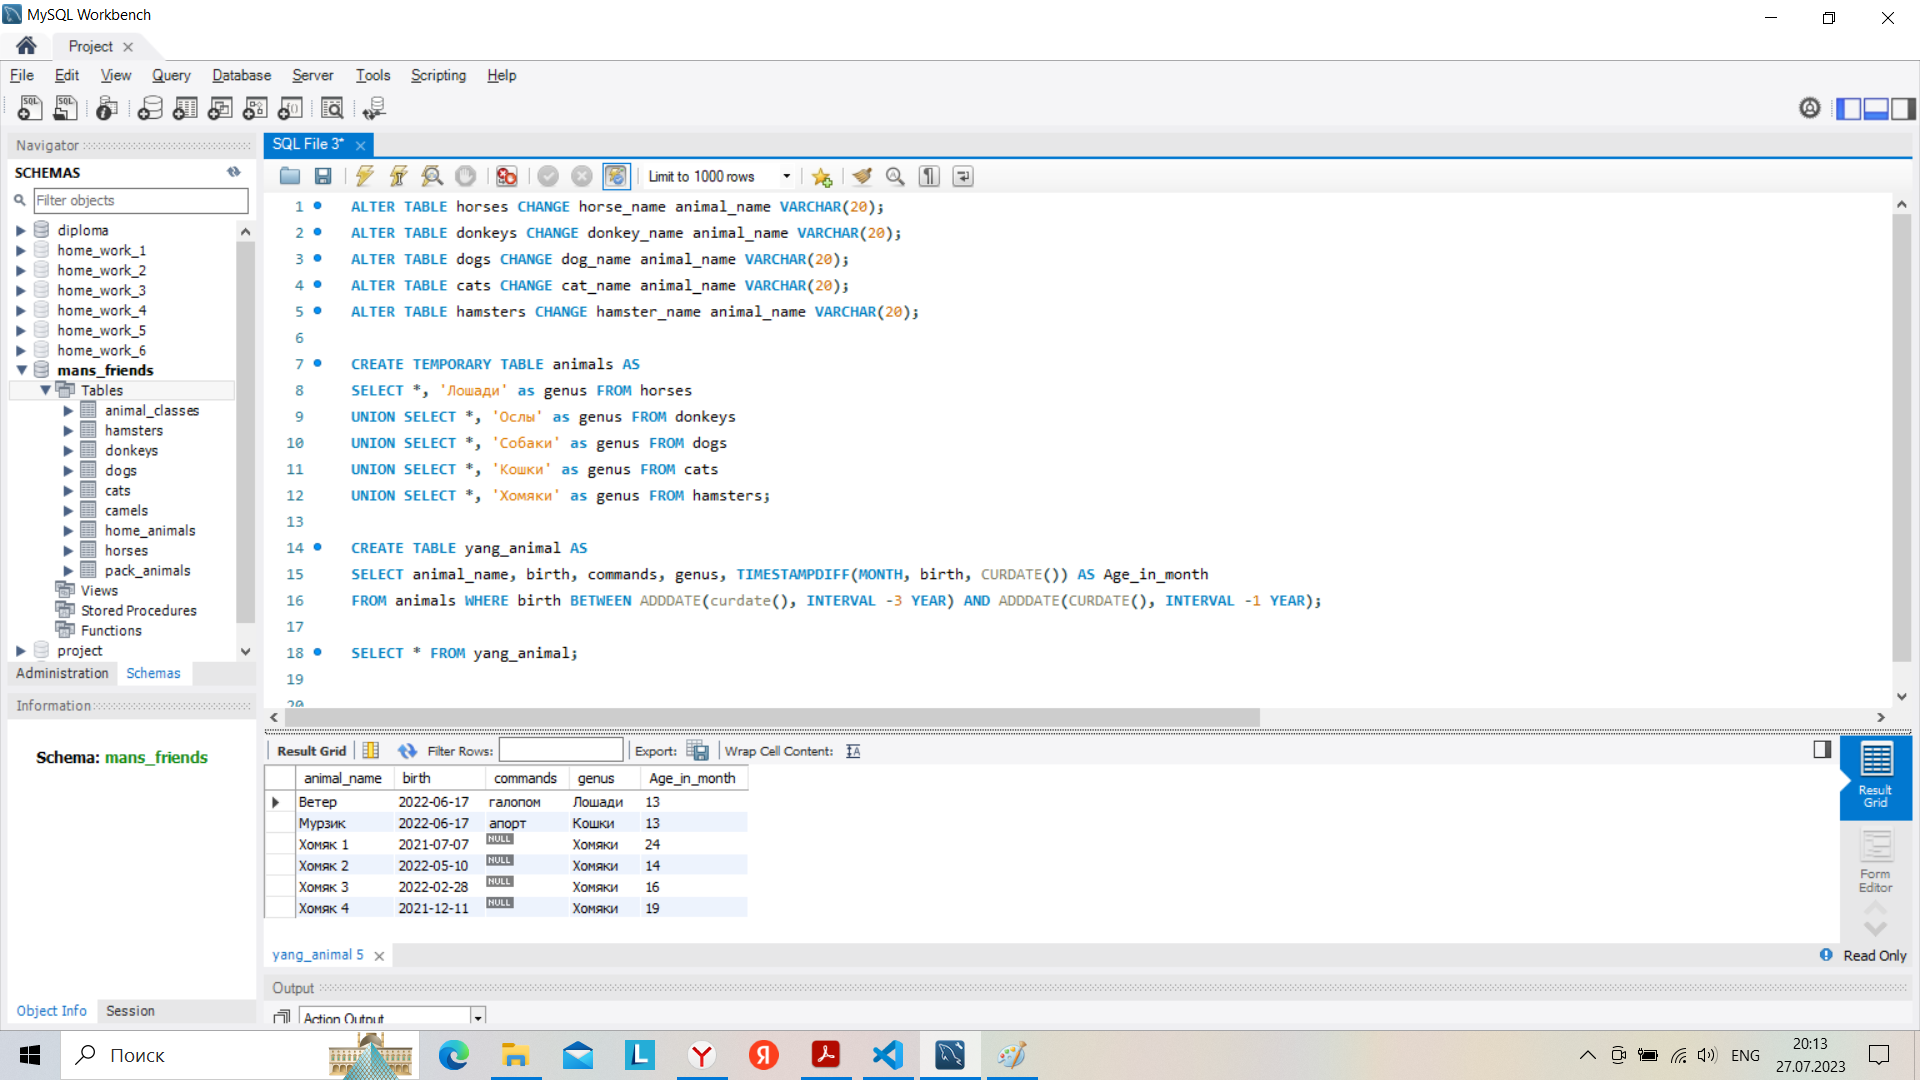 MySQL Workbench
Project
File Edit View Query Database Server Tools Scripting Help
Navigator
SCHEMAS
Filter objects
diploma
home_work_1
home_work_2
home_work_3
home_work_4
home_work_5
home_work_6
mans_friends
Tables
animal_classes
hamsters
donkeys
dogs
cats
camels
home_animals
horses
pack_animals
Views
Stored Procedures
Functions
project
Administration Schemas
Information
Schema: mans_friends
Object Info Session
SQL File 3*
Limit to 1000 rows
1 ALTER TABLE horses CHANGE horse_name animal_name VARCHAR(20);
2 ALTER TABLE donkeys CHANGE donkey_name animal_name VARCHAR(20);
3 ALTER TABLE dogs CHANGE dog_name animal_name VARCHAR(20);
4 ALTER TABLE cats CHANGE cat_name animal_name VARCHAR(20);
5 ALTER TABLE hamsters CHANGE hamster_name animal_name VARCHAR(20);
6
7 CREATE TEMPORARY TABLE animals AS
8 SELECT *, 'Лошади' as genus FROM horses
9 UNION SELECT *, 'Ослы' as genus FROM donkeys
10 UNION SELECT *, 'Собаки' as genus FROM dogs
11 UNION SELECT *, 'Кошки' as genus FROM cats
12 UNION SELECT *, 'Хомяки' as genus FROM hamsters;
13
14 CREATE TABLE yang_animal AS
15 SELECT animal_name, birth, commands, genus, TIMESTAMPDIFF(MONTH, birth, CURDATE()) AS Age_in_month
16 FROM animals WHERE birth BETWEEN ADDDATE(curdate(), INTERVAL -3 YEAR) AND ADDDATE(CURDATE(), INTERVAL -1 YEAR);
17
18 SELECT * FROM yang_animal;
19
20
Result Grid Filter Rows: Export: Wrap Cell Content:
animal_name birth commands genus Age_in_month
Ветер 2022-06-17 галопом Лошади 13
Мурзик 2022-06-17 апорт Кошки 13
Хомяк 1 2021-07-07 NULL Хомяки 24
Хомяк 2 2022-05-10 NULL Хомяки 14
Хомяк 3 2022-02-28 NULL Хомяки 16
Хомяк 4 2021-12-11 NULL Хомяки 19
Result
Grid
Form
Editor
yang_animal 5
Read Only
Output
Action Output
Поиск
ENG
20:13
27.07.2023